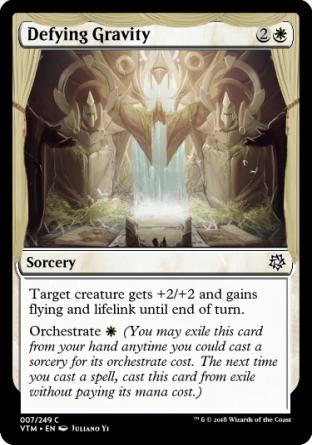 Defying Gravity 2
Sorcery
Target creature gets +2/+2 and gains
flying and lifelink until end of turn.
Orchestrate (You may exile this card
from your hand anytime you could cast a
sorcery for its orchestrate cost. The next
time you cast a spell, cast this card from exile
without paying its mana cost.)
007/249 C
VTM • EN Juliano Yi
™ & © 2018 Wizards of the Coast